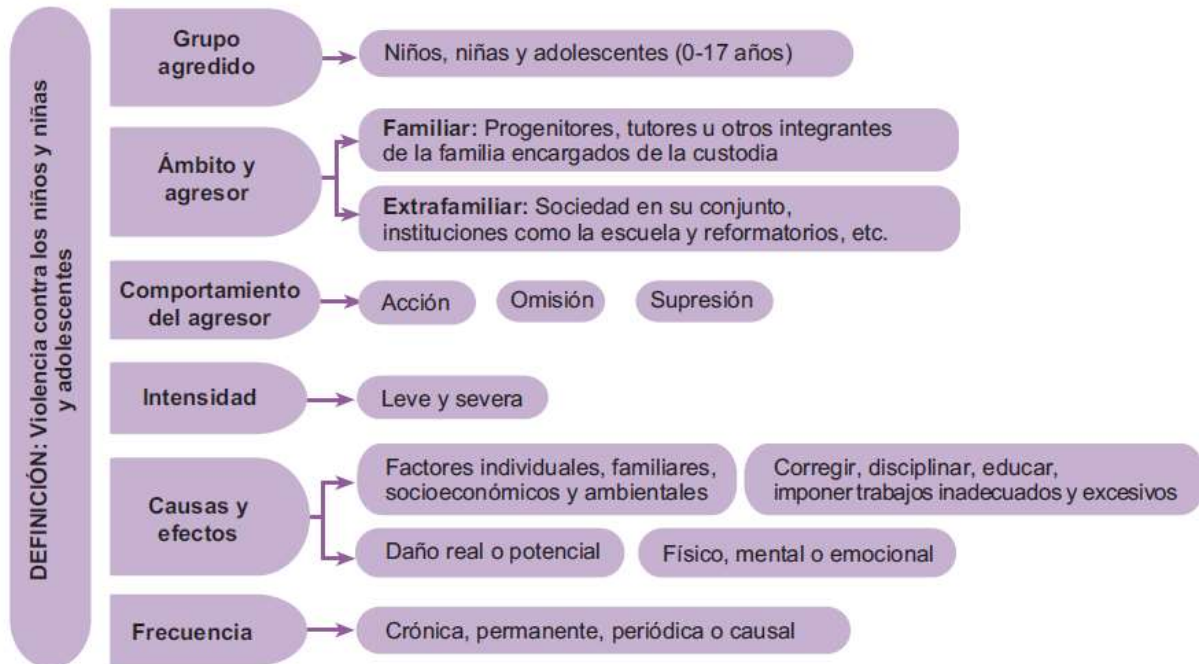 DEFINICIÓN: Violencia contra los niños y niñas
y adolescentes
Grupo
agredido
Niños, niñas y adolescentes (0-17 años)
Ámbito y
agresor
Familiar: Progenitores, tutores u otros integrantes
de la familia encargados de la custodia
Extrafamiliar: Sociedad en su conjunto,
instituciones como la escuela y reformatorios, etc.
Comportamiento
del agresor
Acción
Omisión
Supresión
Intensidad
Leve y severa
Causas y
efectos
Factores individuales, familiares,
socioeconómicos y ambientales
Corregir, disciplinar, educar,
imponer trabajos inadecuados y excesivos
Daño real o potencial
Físico, mental o emocional
Frecuencia
Crónica, permanente, periódica o causal